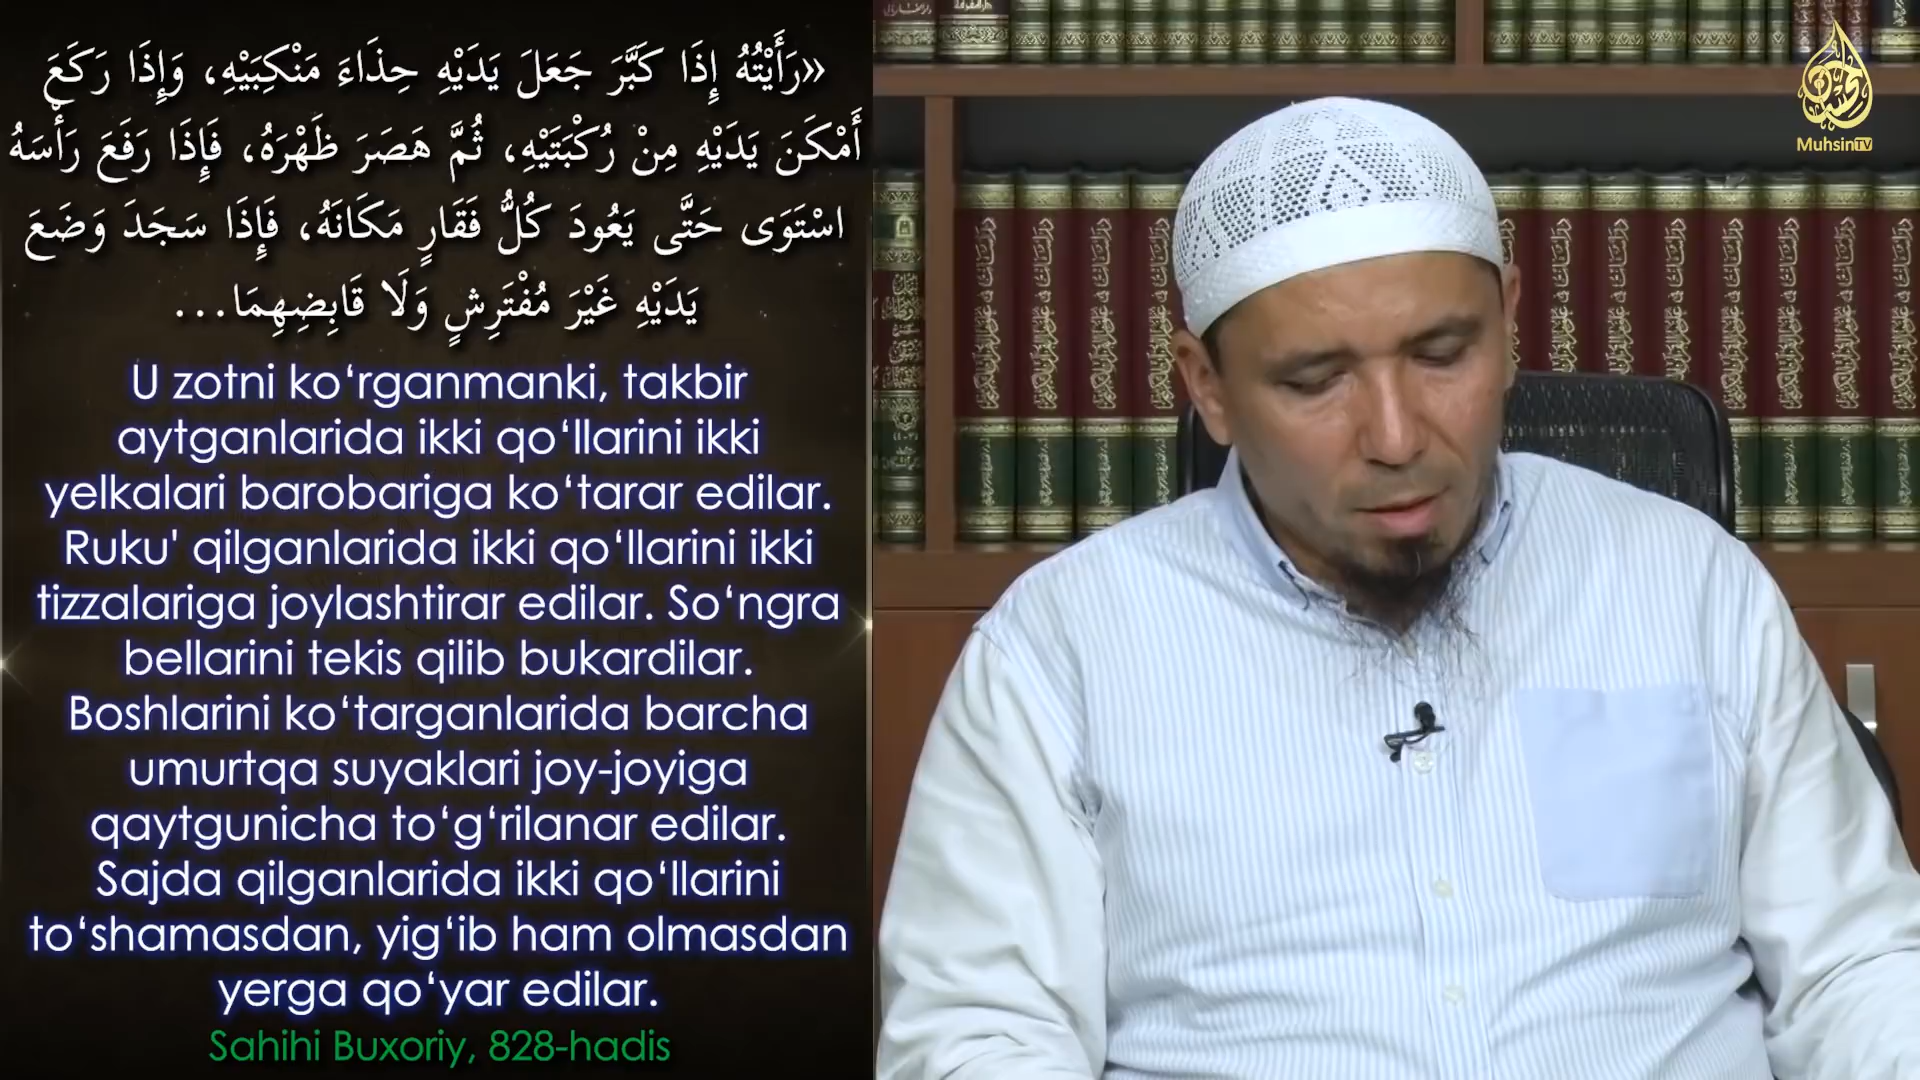 «رَأَيْتُهُ إِذَا كَبَّرَ جَعَلَ يَدَيْهِ حِذَاءَ مَنْكِبَيْهِ، وَإِذَا رَكَعَ
أَمْكَنَ يَدَيْهِ مِنْ رُكْبَتَيْهِ، ثُمَّ هَصَرَ ظَهْرَهُ، فَإِذَا رَفَعَ رَأْسَهُ
اسْتَوَى حَتَّى يَعُودَ كُلُّ فَقَارٍ مَكَانَهُ، فَإِذَا سَجَدَ وَضَعَ
يَدَيْهِ غَيْرَ مُفْتَرِشٍ وَلَا قَابِضِهِمَا...
U zotni ko‘rganmanki, takbir
aytganlarida ikki qo‘llarini ikki
yelkalari barobariga ko‘tarar edilar.
Ruku' qilganlarida ikki qo‘llarini ikki
tizzalariga joylashtirar edilar. So‘ngra
bellarini tekis qilib bukardilar.
Boshlarini ko‘targanlarida barcha
umurtqa suyaklari joy-joyiga
qaytgunicha to‘g‘rilanar edilar.
Sajda qilganlarida ikki qo‘llarini
to‘shamasdan, yig‘ib ham olmasdan
yerga qo‘yar edilar.
Sahihi Buxoriy, 828-hadis
MuhsinTV